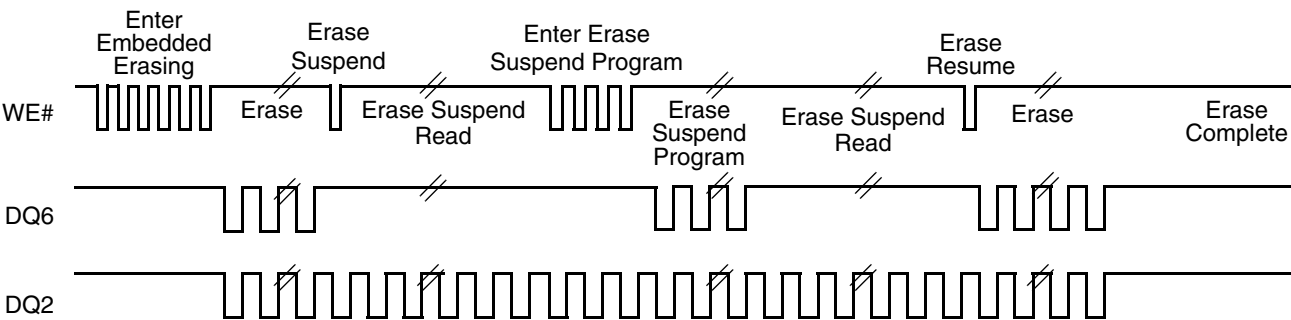 Enter
Embedded
Erasing
Erase
Suspend
Enter Erase
Suspend Program
Erase
Resume
WE#
Erase
Erase Suspend
Read
Erase
Suspend
Program
Erase Suspend
Read
Erase
Erase
Complete
DQ6
DQ2